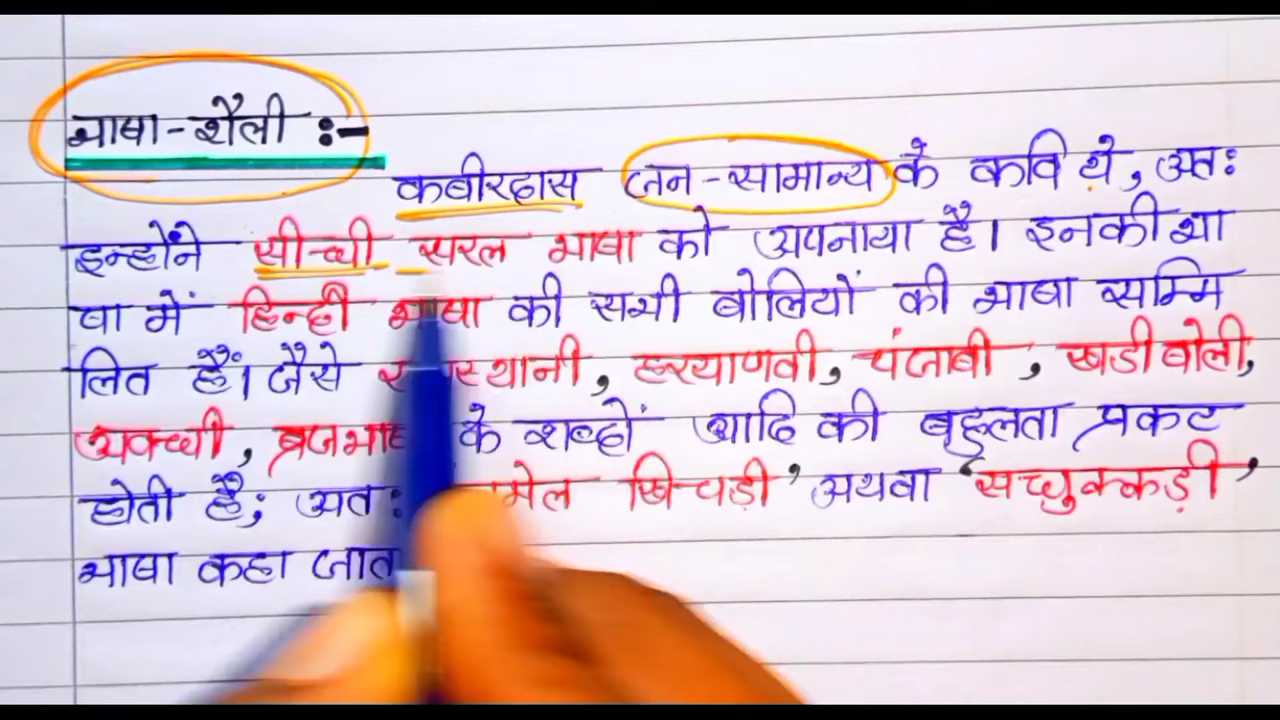 भाषा-शैली :-
कबीरदास जन-सामान्य के कवि थे, अतः
इन्होंने सीधी सरल भाषा को अपनाया है। इनकी भा
षा में हिन्दी भाषा की सभी बोलियों की भाषा सम्मि
लित हैं। जैसे , हरयाणवी, पंजाबी , खडी बोली,
अवधी, के शब्दों आदि की बहुलता प्रकट
होती है; अतः खिचड़ी ' अथवा 'सधुक्कड़ी '
भाषा कहा